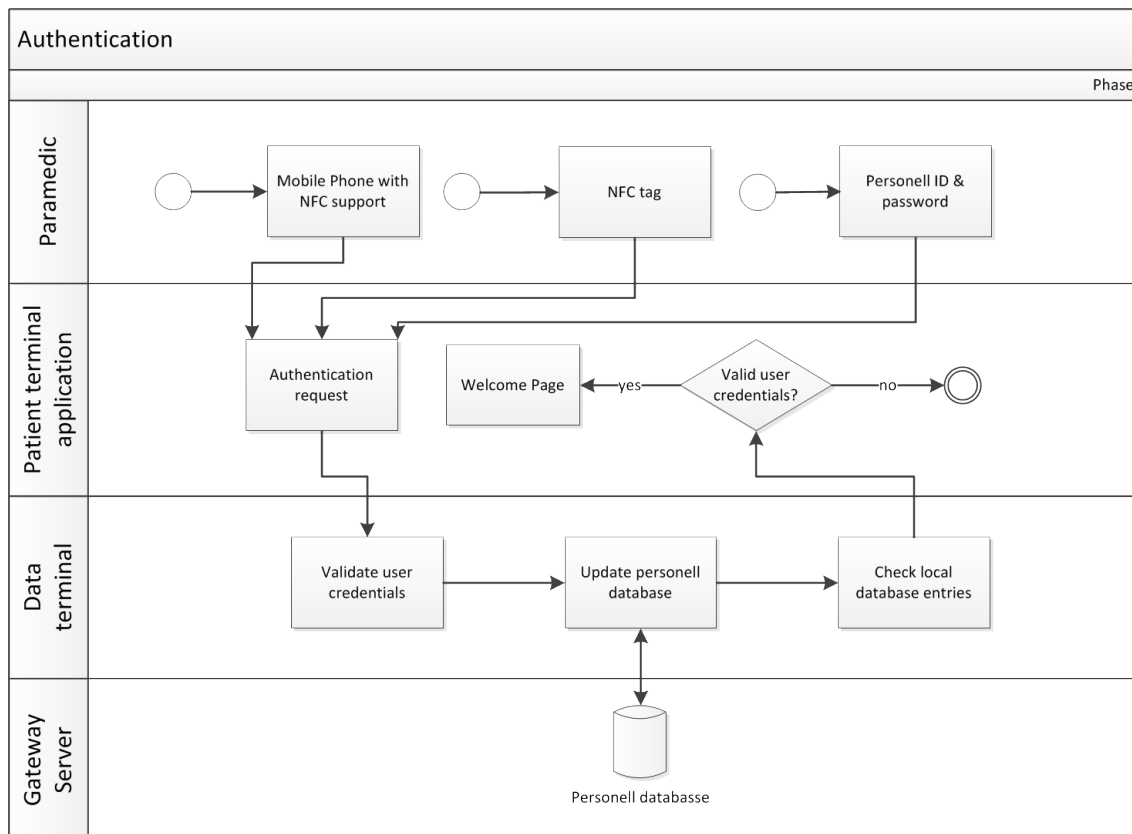 Authentication
Phase
Paramedic
Mobile Phone with
NFC support
NFC tag
Personell ID &
password
Patient terminal
application
Authentication
request
Welcome Page
yes
Valid user
credentials?
no
Data
terminal
Validate user
credentials
Update personell
database
Check local
database entries
Gateway
Server
Personell databasse